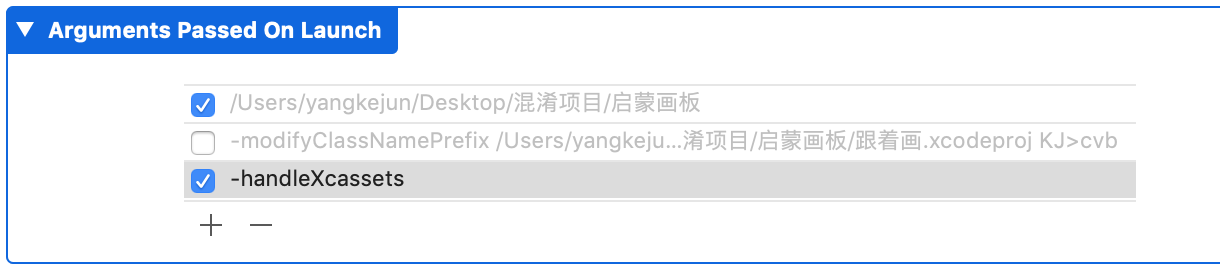 Arguments Passed On Launch
/Users/yangkejun/Desktop/混淆项目/启蒙画板
-modifyClassNamePrefix /Users/yangkeju...淆项目/启蒙画板/跟着画.xcodeproj KJ>cvb
-handleXcassets